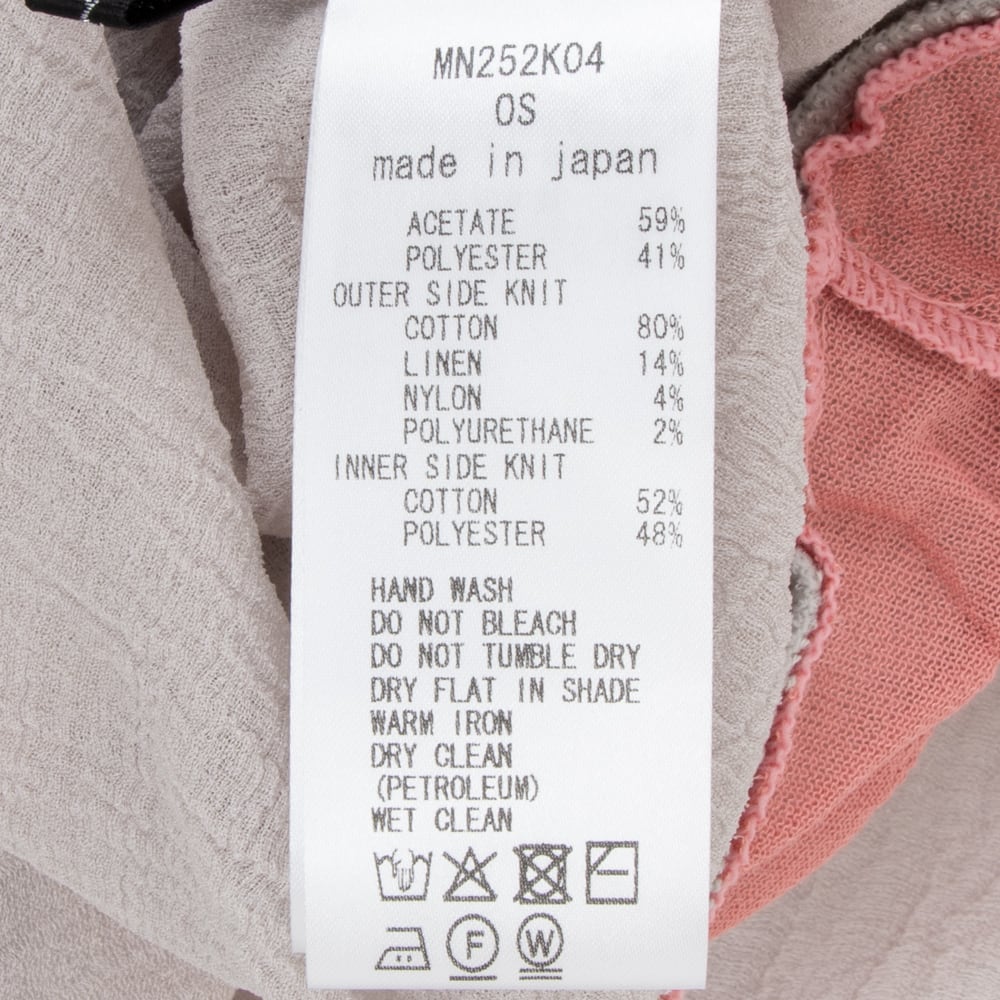 MN252K04
OS
made in japan
ACETATE 59%
POLYESTER 41%
OUTER SIDE KNIT
COTTON 80%
LINEN 14%
NYLON 4%
POLYURETHANE 2%
INNER SIDE KNIT
COTTON 52%
POLYESTER 48%
HAND WASH
DO NOT BLEACH
DO NOT TUMBLE DRY
DRY FLAT IN SHADE
WARM IRON
DRY CLEAN
(PETROLEUM)
WET CLEAN
F W